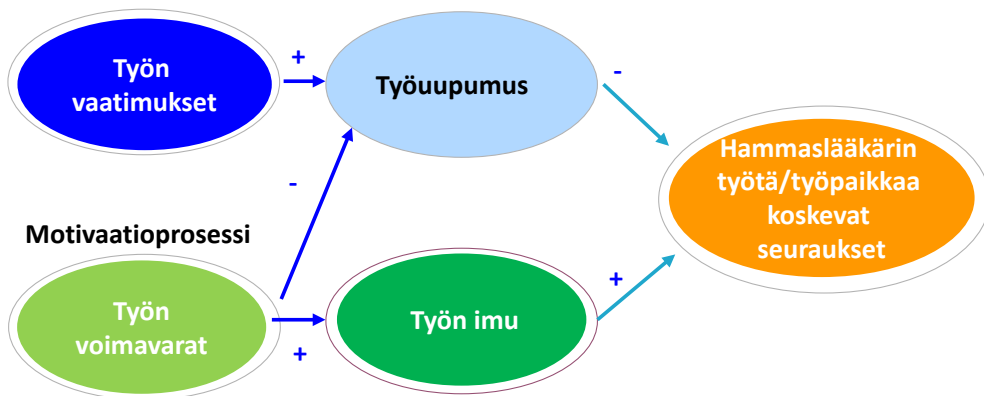 Työn
vaatimukset
+
Työuupumus
-
Hammaslääkärin
työtä/työpaikkaa
koskevat
seuraukset
-
Motivaatioprosessi
Työn
voimavarat
+
Työn imu
+